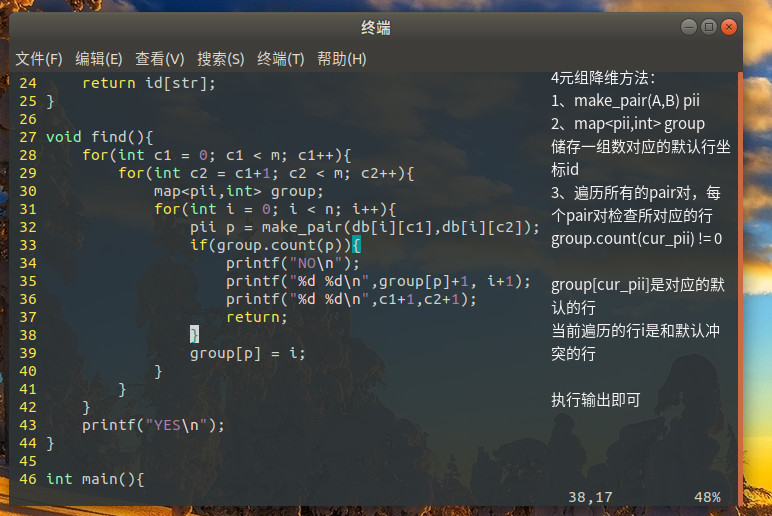 终端
文件(F) 编辑(E) 查看(V) 搜索(S) 终端(T) 帮助(H)
24     return id[str];
25 }
26
27 void find(){
28     for(int c1 = 0; c1 < m; c1++){
29         for(int c2 = c1+1; c2 < m; c2++){
30             map<pii,int> group;
31             for(int i = 0; i < n; i++){
32                 pii p = make_pair(db[i][c1],db[i][c2]);
33                 if(group.count(p)){
34                     printf("NO\n");
35                     printf("%d %d\n",group[p]+1, i+1);
36                     printf("%d %d\n",c1+1,c2+1);
37                     return;
38                 }
39                 group[p] = i;
40             }
41         }
42     }
43     printf("YES\n");
44 }
45
46 int main(){
38,17 48%
4元组降维方法：
1、make_pair(A,B) pii
2、map<pii,int> group
储存一组数对应的默认行坐
标id
3、遍历所有的pair对，每
个pair对检查所对应的行
group.count(cur_pii) != 0
group[cur_pii]是对应的默
认的行
当前遍历的行i是和默认冲
突的行
执行输出即可